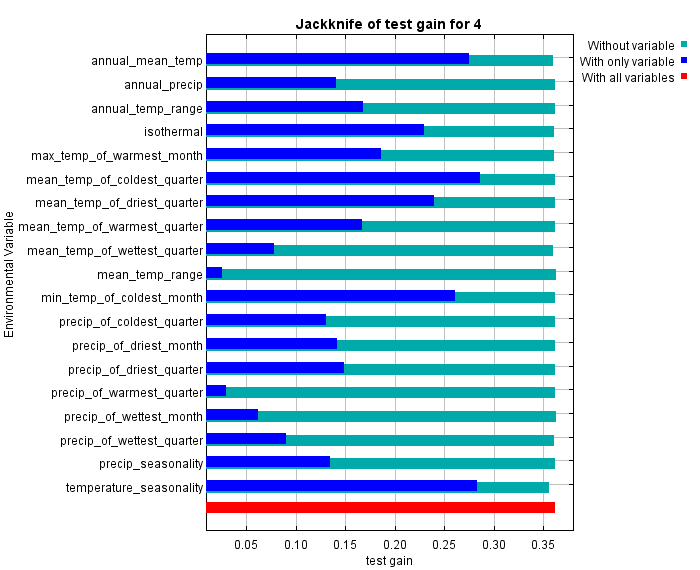 Jackknife of test gain for 4
Without variable
With only variable
With all variables
Environmental Variable
annual_mean_temp
annual_precip
annual_temp_range
isothermal
max_temp_of_warmest_month
mean_temp_of_coldest_quarter
mean_temp_of_driest_quarter
mean_temp_of_warmest_quarter
mean_temp_of_wettest_quarter
mean_temp_range
min_temp_of_coldest_month
precip_of_coldest_quarter
precip_of_driest_month
precip_of_driest_quarter
precip_of_warmest_quarter
precip_of_wettest_month
precip_of_wettest_quarter
precip_seasonality
temperature_seasonality
0.05 0.10 0.15 0.20 0.25 0.30 0.35
test gain